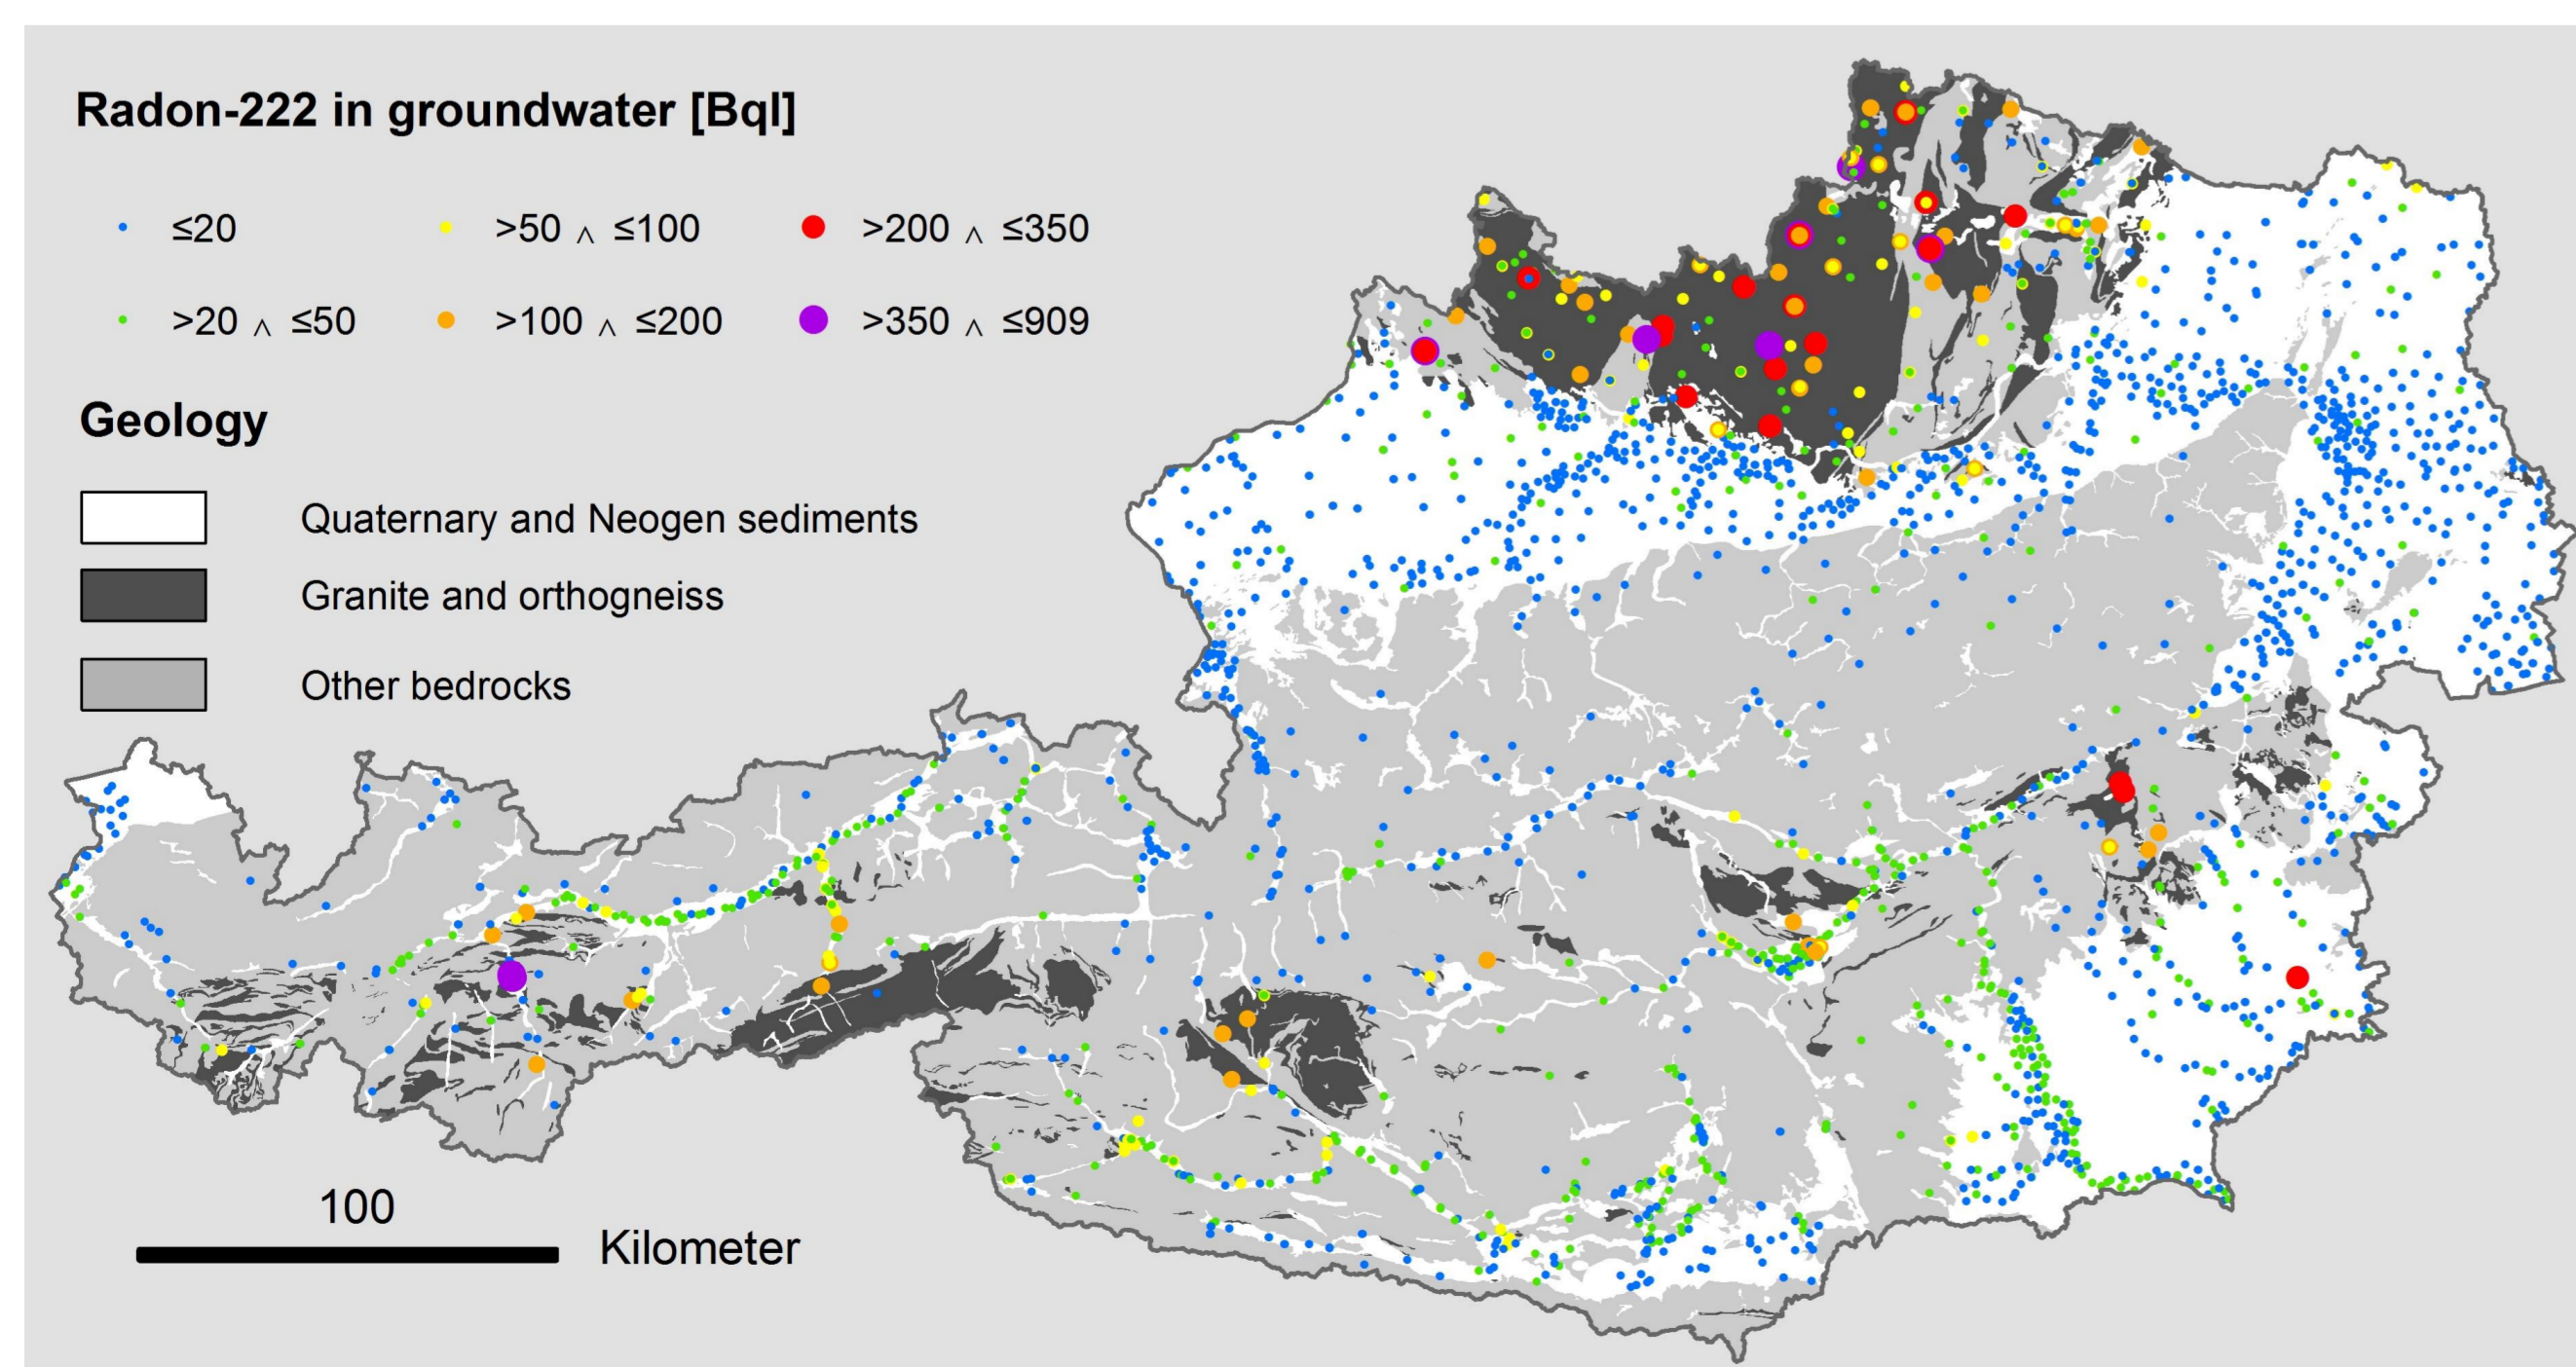 Radon-222 in groundwater [Bql]
≤20 >50 ^ ≤100 >200 ^ ≤350
>20 ^ ≤50 >100 ^ ≤200 >350 ^ ≤909
Geology
Quaternary and Neogen sediments
Granite and orthogneiss
Other bedrocks
100
Kilometer